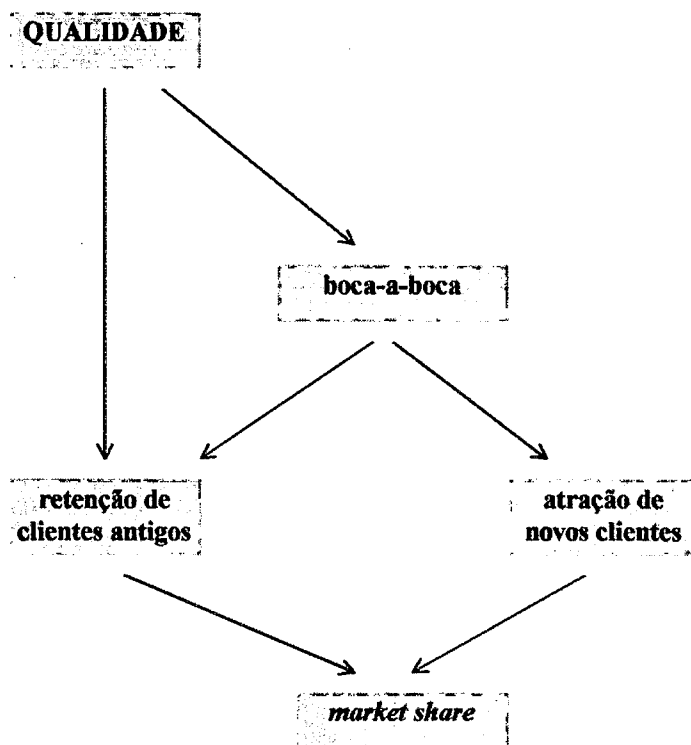 QUALIDADE
boca-a-boca
retenção de
clientes antigos
atração de
novos clientes
market share